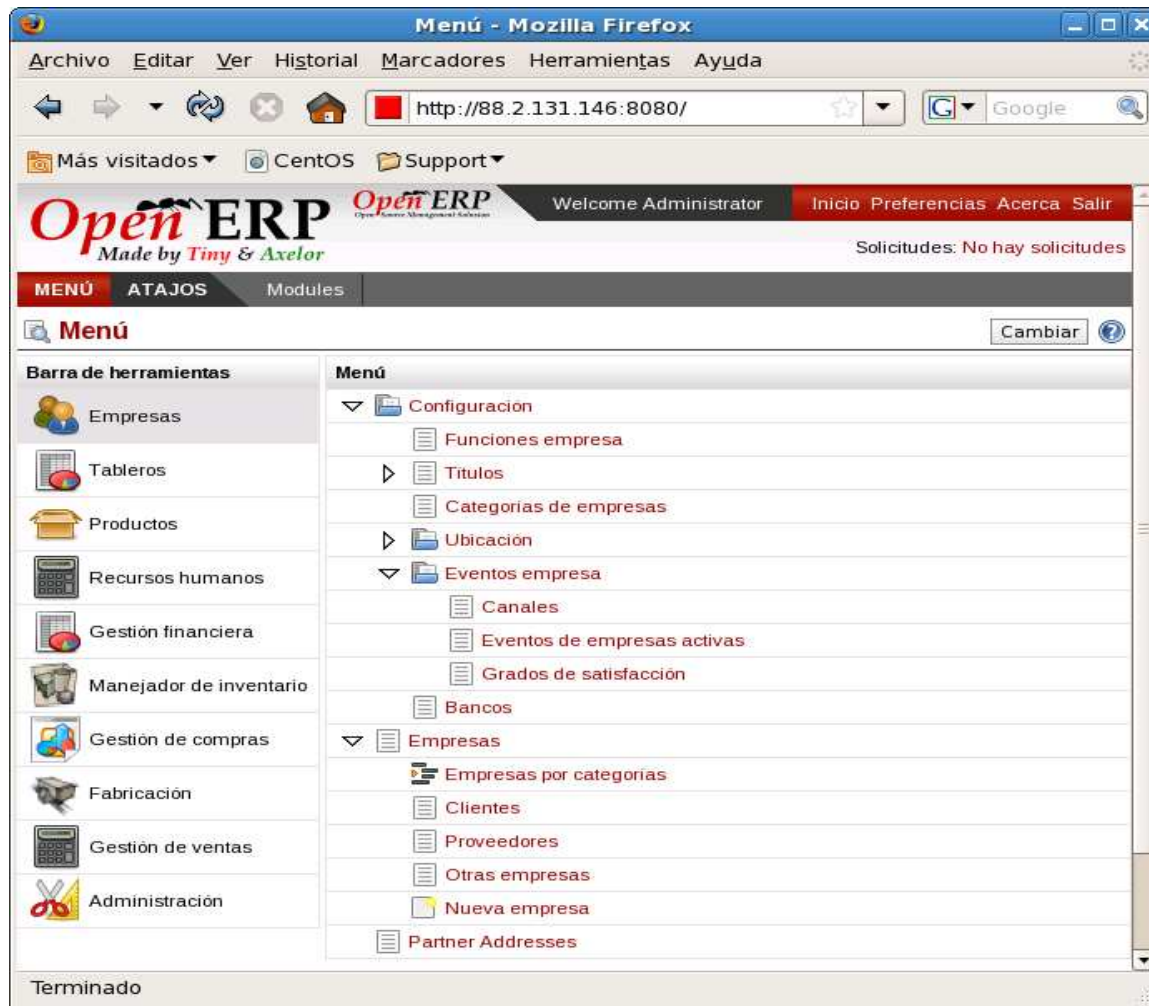 Menú - Mozilla Firefox
Archivo Editar Ver Historial Marcadores Herramientas Ayuda
http://88.2.131.146:8080/
G Google
Más visitados CentOS Support
Open ERP
Made by Tiny & Axelor
Open ERP
Open Source Management Solution
Welcome Administrator
Inicio Preferencias Acerca Salir
Solicitudes: No hay solicitudes
MENÚ ATAJOS Modules
Menú
Cambiar ?
Barra de herramientas
Empresas
Tableros
Productos
Recursos humanos
Gestión financiera
Manejador de inventario
Gestión de compras
Fabricación
Gestión de ventas
Administración
Menú
Configuración
Funciones empresa
Títulos
Categorías de empresas
Ubicación
Eventos empresa
Canales
Eventos de empresas activas
Grados de satisfacción
Bancos
Empresas
Empresas por categorías
Clientes
Proveedores
Otras empresas
Nueva empresa
Partner Addresses
Terminado